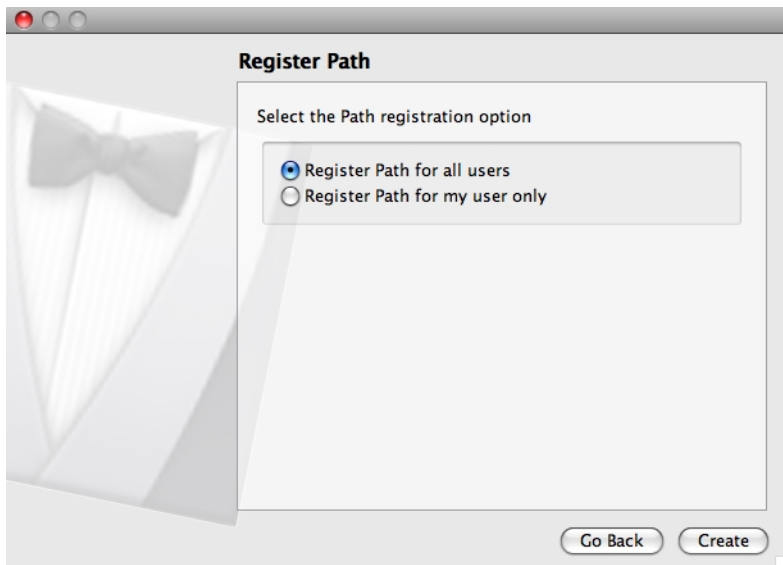 Register Path
Select the Path registration option
Register Path for all users
Register Path for my user only
Go Back
Create